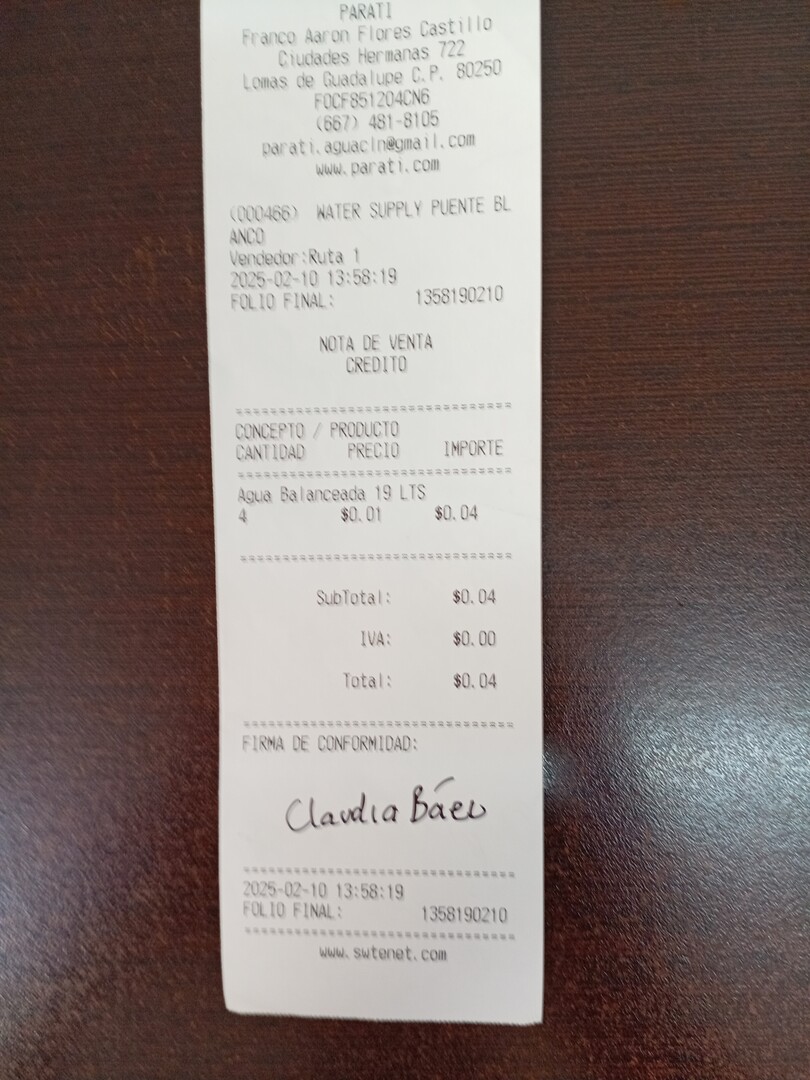 PARATI
Franco Aaron Flores Castillo
Ciudades Hermanas 722
Lomas de Guadalupe C.P. 80250
FOCF851204CN6
(667) 481-8105
parati.aguacln@gmail.com
www.parati.com
(000466) WATER SUPPLY PUENTE BL
ANCO
Vendedor:Ruta 1
2025-02-10 13:58:19
FOLIO FINAL: 1358190210
NOTA DE VENTA
CREDITO
CONCEPTO / PRODUCTO
CANTIDAD PRECIO IMPORTE
Agua Balanceada 19 LTS
4 $0.01 $0.04
SubTotal: $0.04
IVA: $0.00
Total: $0.04
FIRMA DE CONFORMIDAD:
Claudia Báez
2025-02-10 13:58:19
FOLIO FINAL: 1358190210
www.swtenet.com